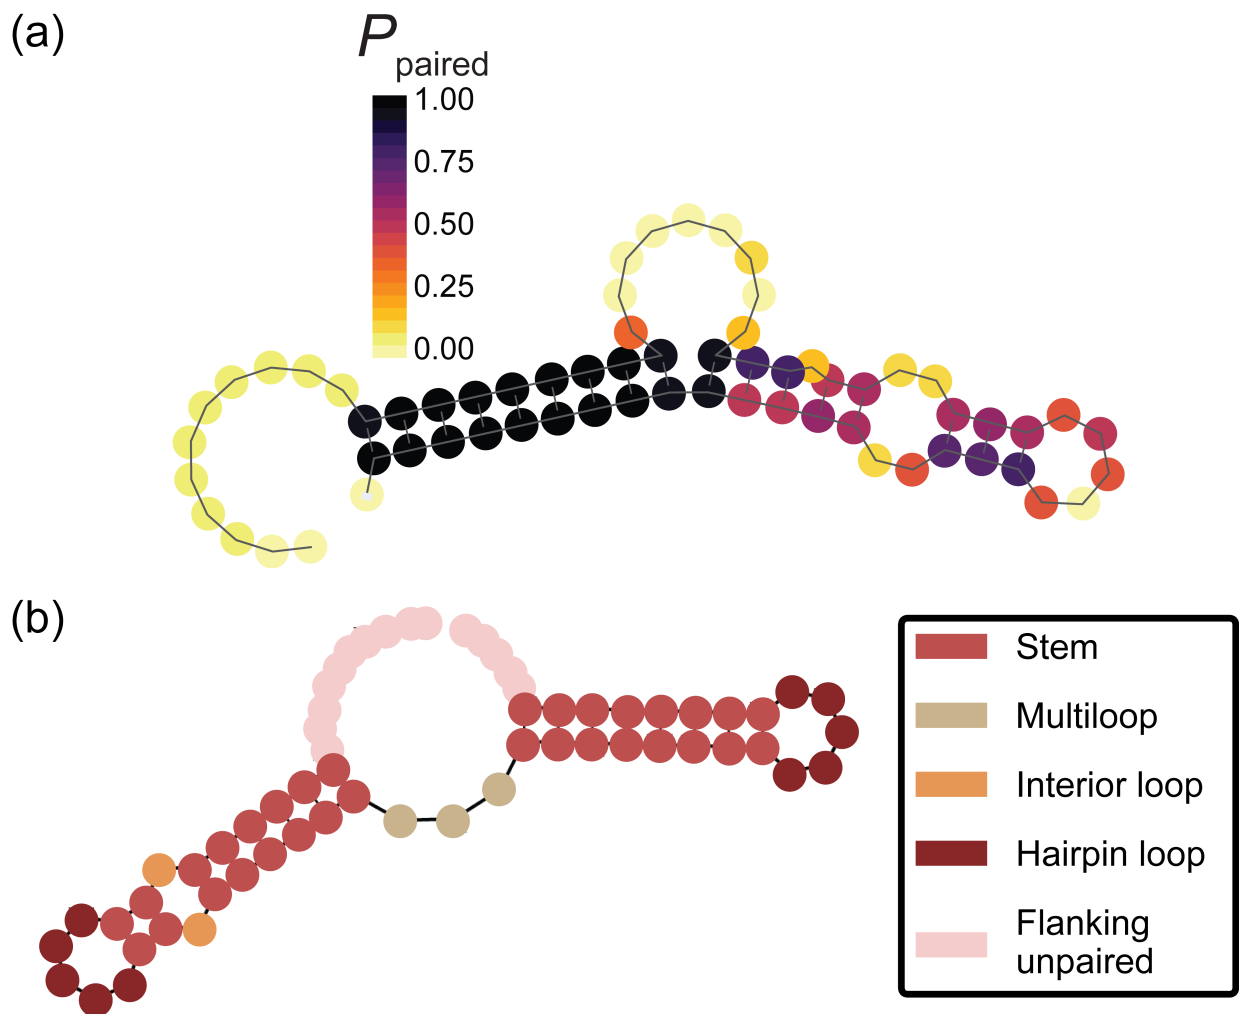 (a)
P
paired
1.00
0.75
0.50
0.25
0.00
(b)
Stem
Multiloop
Interior loop
Hairpin loop
Flanking
unpaired